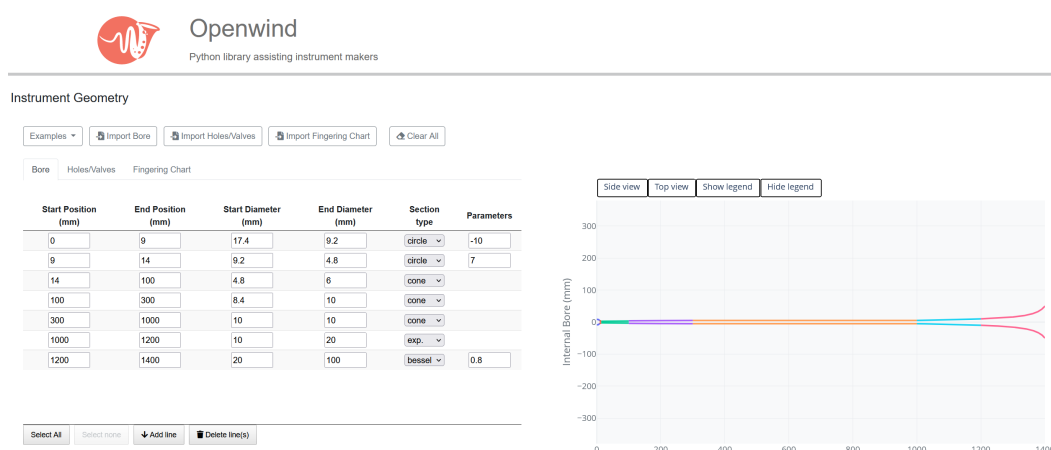 Openwind
Python library assisting instrument makers
Instrument Geometry
Examples Import Bore Import Holes/Valves Import Fingering Chart Clear All
Bore Holes/Valves Fingering Chart
Side view Top view Show legend Hide legend
Start Position (mm) End Position (mm) Start Diameter (mm) End Diameter (mm) Section type Parameters
0 9 17.4 9.2 circle -10
9 14 9.2 4.8 circle 7
14 100 4.8 6 cone
100 300 8.4 10 cone
300 1000 10 10 cone
1000 1200 10 20 exp.
1200 1400 20 100 bessel 0.8
Select All Select none Add line Delete line(s)
Internal Bore (mm)
300
200
100
0
−100
−200
−300
0 200 400 600 800 1000 1200 1400